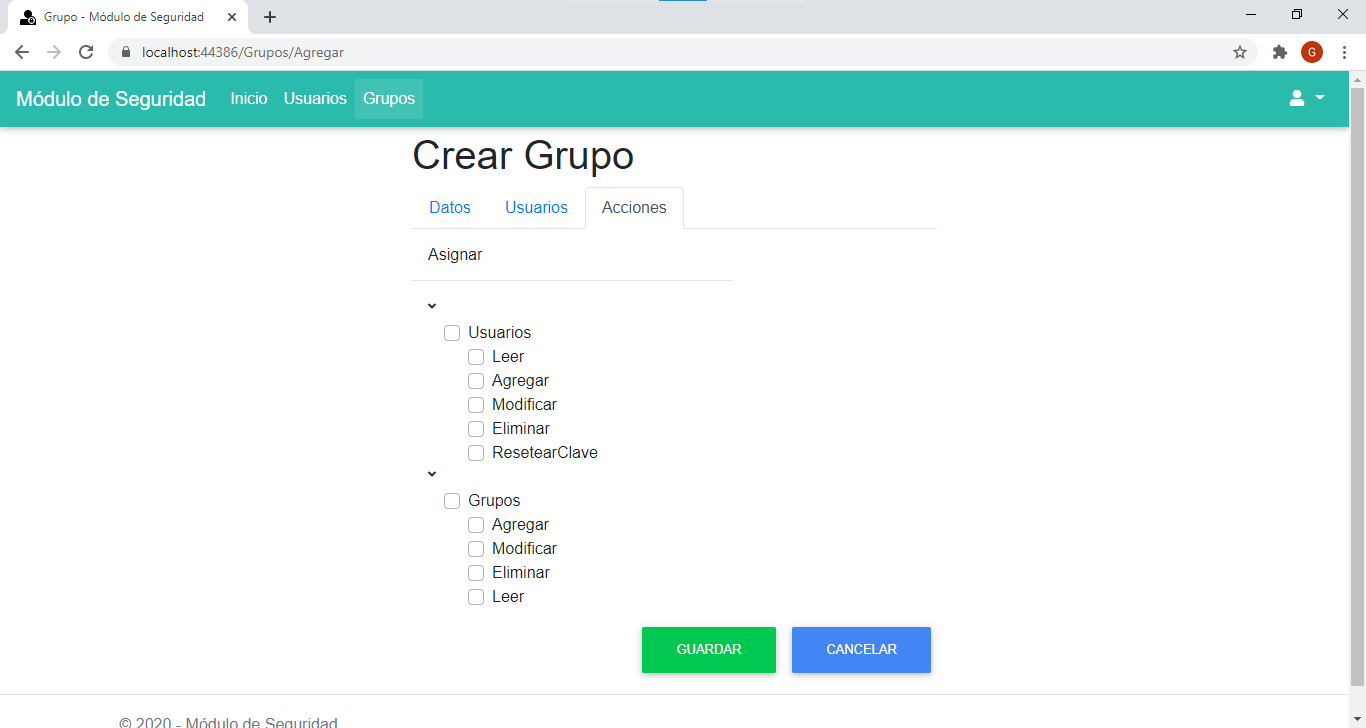 Grupo - Módulo de Seguridad
localhost:44386/Grupos/Agregar
G
Módulo de Seguridad Inicio Usuarios Grupos
Crear Grupo
Datos Usuarios Acciones
Asignar
Usuarios
Leer
Agregar
Modificar
Eliminar
ResetearClave
Grupos
Agregar
Modificar
Eliminar
Leer
GUARDAR CANCELAR
© 2020 - Módulo de Seguridad